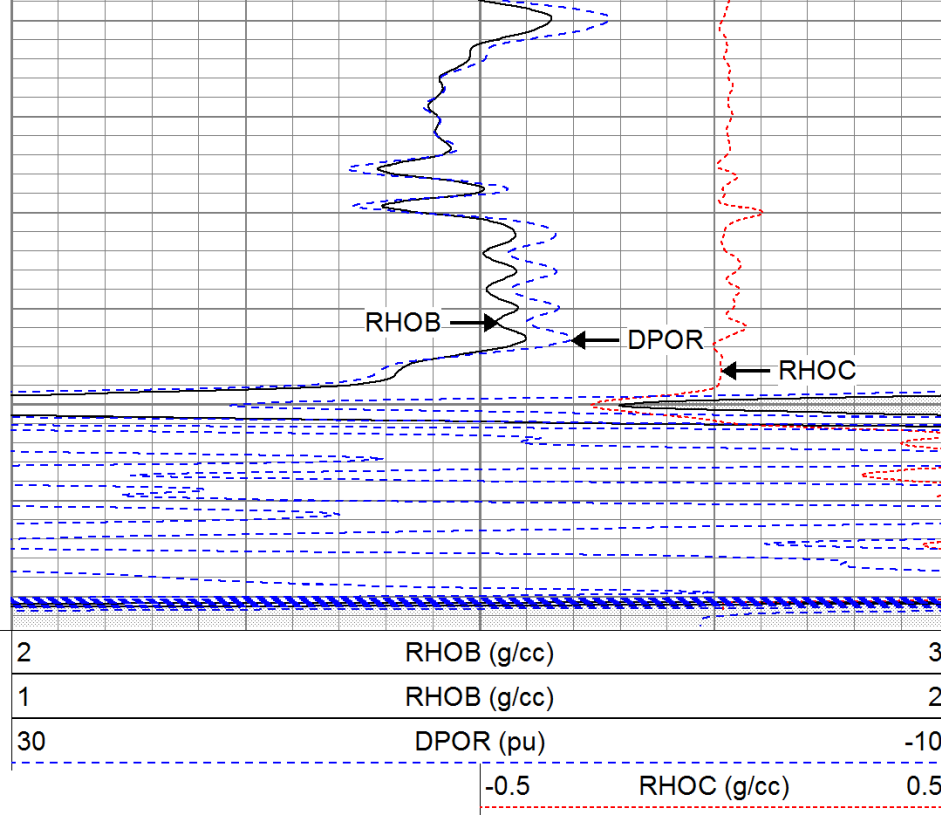 RHOB
DPOR
RHOC
2 RHOB (g/cc) 3
1 RHOB (g/cc) 2
30 DPOR (pu) -10
-0.5 RHOC (g/cc) 0.5